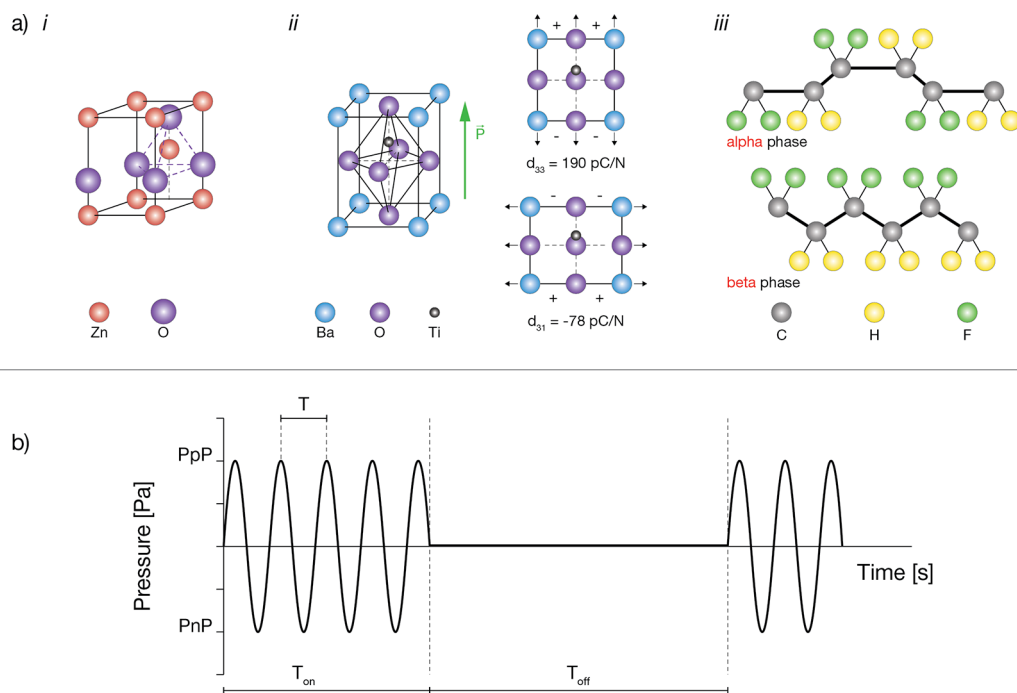 a) i
ii
iii
+ +
P
- -
d33 = 190 pC/N
- -
+ +
d31 = -78 pC/N
alpha phase
beta phase
Zn O
Ba O Ti
C H F
b)
T
PpP
Pressure [Pa]
PnP
Time [s]
Ton
Toff